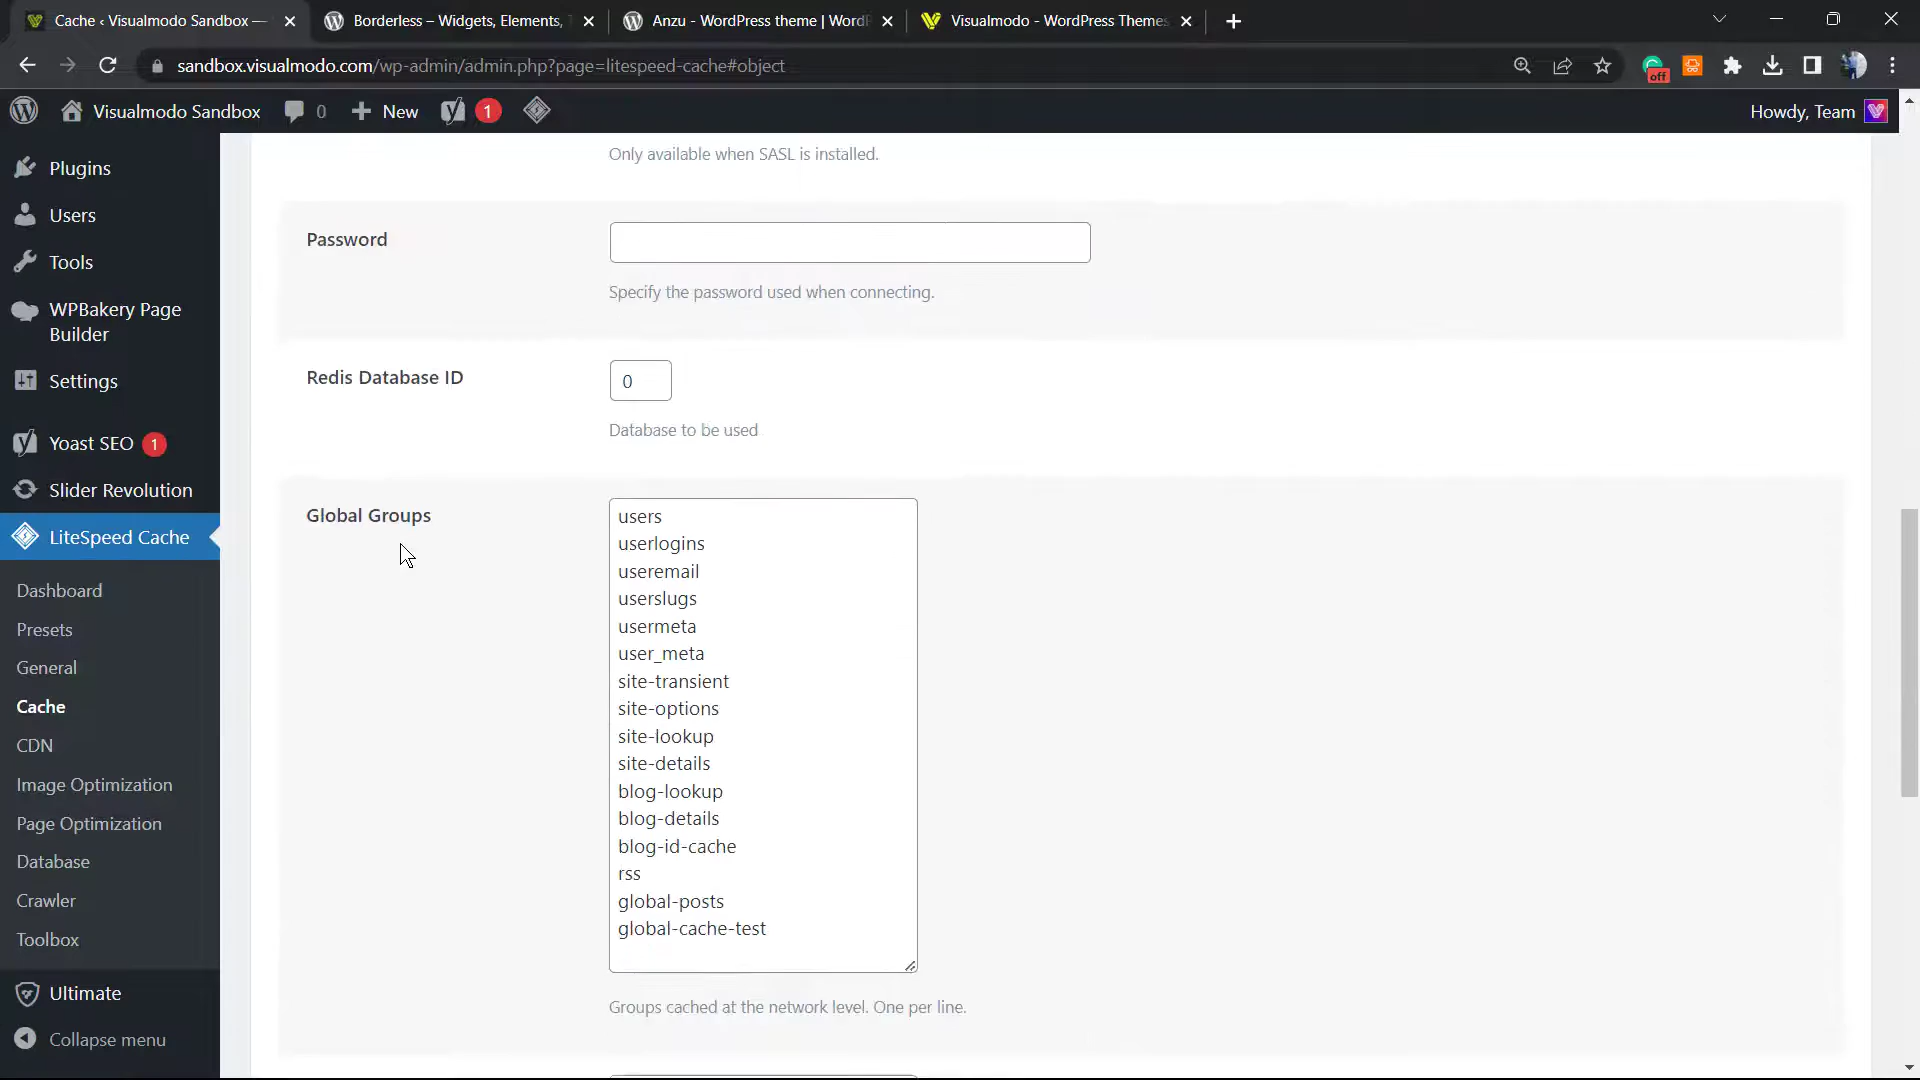 Cache ‹ Visualmodo Sandbox —
Borderless – Widgets, Elements,
Anzu - WordPress theme | Word
Visualmodo - WordPress Themes
sandbox.visualmodo.com/wp-admin/admin.php?page=litespeed-cache#object
off
Visualmodo Sandbox
0
New
1
Howdy, Team
Plugins
Users
Tools
WPBakery Page
Builder
Settings
Yoast SEO 1
Slider Revolution
LiteSpeed Cache
Dashboard
Presets
General
Cache
CDN
Image Optimization
Page Optimization
Database
Crawler
Toolbox
Ultimate
Collapse menu
Only available when SASL is installed.
Password
Specify the password used when connecting.
Redis Database ID
0
Database to be used
Global Groups
users
userlogins
useremail
userslugs
usermeta
user_meta
site-transient
site-options
site-lookup
site-details
blog-lookup
blog-details
blog-id-cache
rss
global-posts
global-cache-test
Groups cached at the network level. One per line.